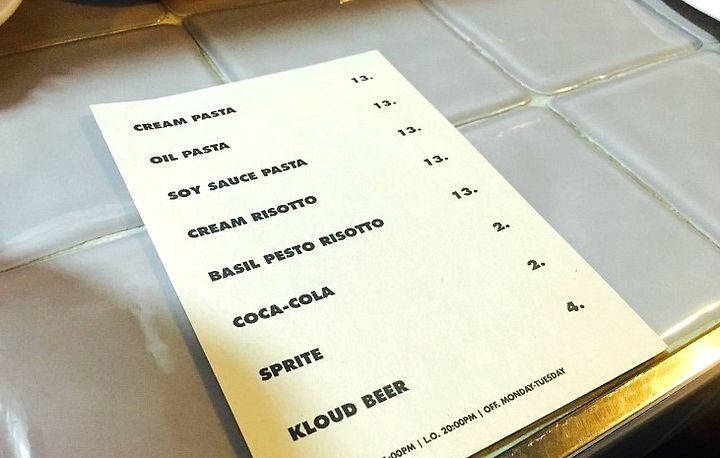 CREAM PASTA 13.
OIL PASTA 13.
SOY SAUCE PASTA 13.
CREAM RISOTTO 13.
BASIL PESTO RISOTTO 13.
COCA-COLA 2.
SPRITE 2.
KLOUD BEER 4.
:00PM | L.O. 20:00PM | OFF. MONDAY-TUESDAY